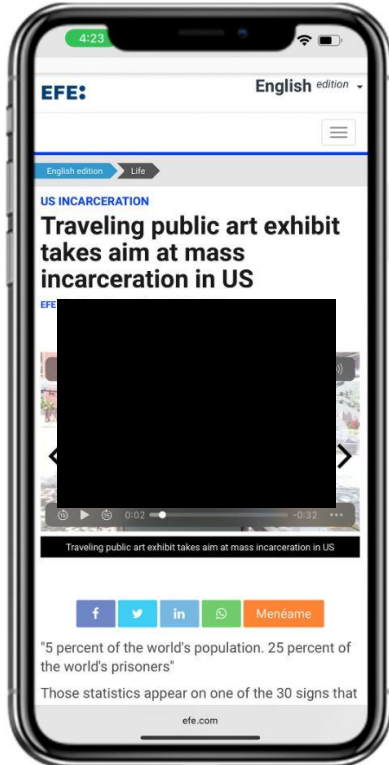 4:23
EFE:
English edition
English edition
Life
US INCARCERATION
Traveling public art exhibit
takes aim at mass
incarceration in US
EFE
15
15
0:02
-0:32
Traveling public art exhibit takes aim at mass incarceration in US
f
in
Menéame
"5 percent of the world's population. 25 percent of
the world's prisoners"
Those statistics appear on one of the 30 signs that
efe.com